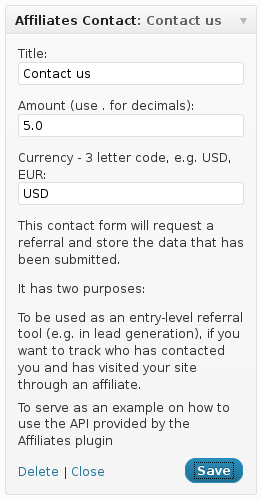 Affiliates Contact: Contact us
Title:
Contact us
Amount (use . for decimals):
5.0
Currency - 3 letter code, e.g. USD,
EUR:
USD
This contact form will request a
referral and store the data that has
been submitted.
It has two purposes:
To be used as an entry-level referral
tool (e.g. in lead generation), if you
want to track who has contacted
you and has visited your site
through an affiliate.
To serve as an example on how to
use the API provided by the
Affiliates plugin
Delete | Close
Save